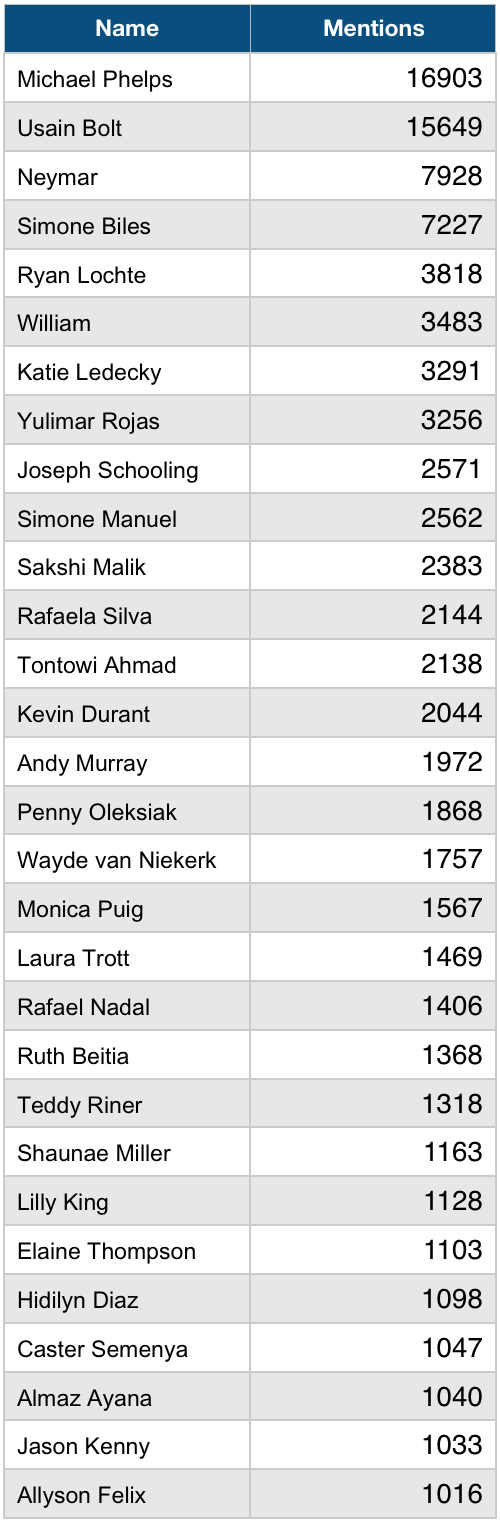 Name Mentions
Michael Phelps 16903
Usain Bolt 15649
Neymar 7928
Simone Biles 7227
Ryan Lochte 3818
William 3483
Katie Ledecky 3291
Yulimar Rojas 3256
Joseph Schooling 2571
Simone Manuel 2562
Sakshi Malik 2383
Rafaela Silva 2144
Tontowi Ahmad 2138
Kevin Durant 2044
Andy Murray 1972
Penny Oleksiak 1868
Wayde van Niekerk 1757
Monica Puig 1567
Laura Trott 1469
Rafael Nadal 1406
Ruth Beitia 1368
Teddy Riner 1318
Shaunae Miller 1163
Lilly King 1128
Elaine Thompson 1103
Hidilyn Diaz 1098
Caster Semenya 1047
Almaz Ayana 1040
Jason Kenny 1033
Allyson Felix 1016